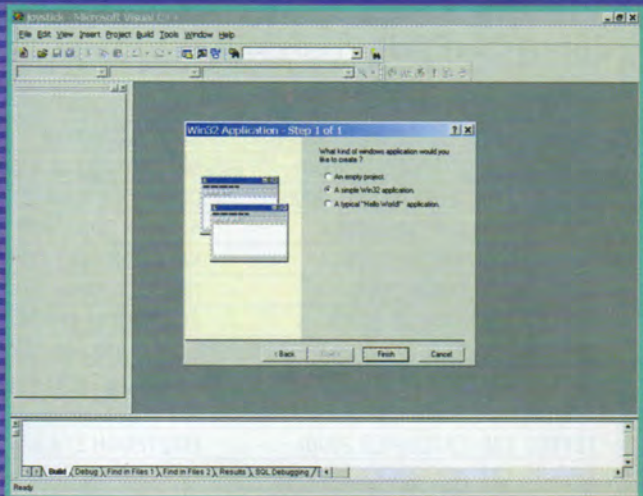 joystick - Microsoft Visual C++
File Edit View Insert Project Build Tools Window Help
Win32 Application - Step 1 of 1
What kind of windows application would you
like to create ?
An empty project.
A simple Win32 application.
A typical "Hello World!" application.
< Back
Finish
Cancel
Build
Debug
Find in Files 1
Find in Files 2
Results
SQL Debugging
Ready